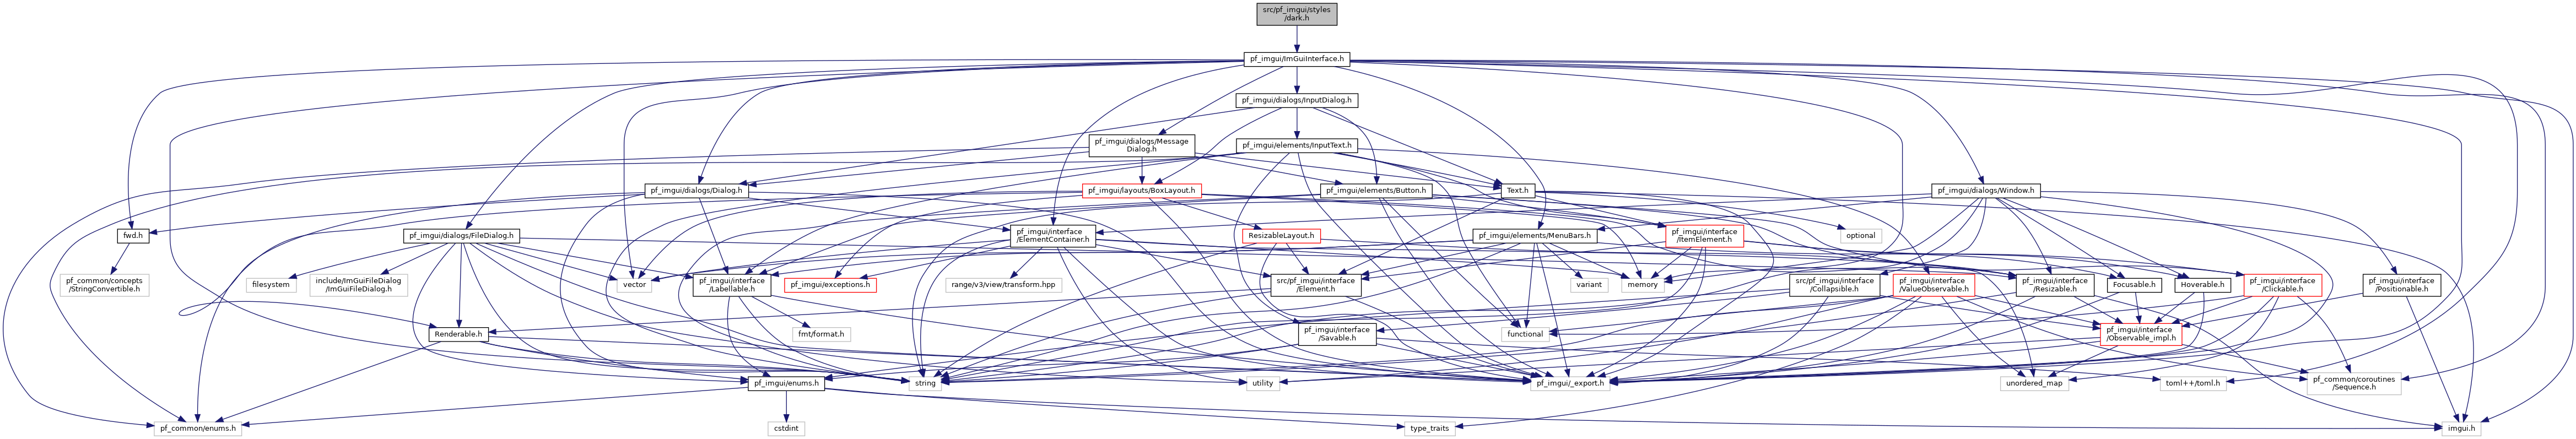 src/pf_imgui/styles
/dark.h
pf_imgui/ImGuiInterface.h
pf_imgui/dialogs/InputDialog.h
pf_imgui/dialogs/Message
Dialog.h
pf_imgui/elements/InputText.h
pf_imgui/dialogs/Dialog.h
pf_imgui/layouts/BoxLayout.h
pf_imgui/elements/Button.h
Text.h
pf_imgui/dialogs/Window.h
fwd.h
pf_imgui/dialogs/FileDialog.h
pf_imgui/interface
/ElementContainer.h
ResizableLayout.h
pf_imgui/elements/MenuBars.h
pf_imgui/interface
/ItemElement.h
optional
pf_common/concepts
/StringConvertible.h
filesystem
include/ImGuiFileDialog
/ImGuiFileDialog.h
vector
pf_imgui/interface
/Labellable.h
pf_imgui/exceptions.h
range/v3/view/transform.hpp
src/pf_imgui/interface
/Element.h
variant
memory
src/pf_imgui/interface
/Collapsible.h
pf_imgui/interface
/ValueObservable.h
pf_imgui/interface
/Resizable.h
Focusable.h
Hoverable.h
pf_imgui/interface
/Clickable.h
pf_imgui/interface
/Positionable.h
Renderable.h
fmt/format.h
pf_imgui/interface
/Savable.h
functional
pf_imgui/interface
/Observable_impl.h
pf_imgui/enums.h
string
utility
pf_imgui/_export.h
unordered_map
toml++/toml.h
pf_common/coroutines
/Sequence.h
pf_common/enums.h
cstdint
type_traits
imgui.h